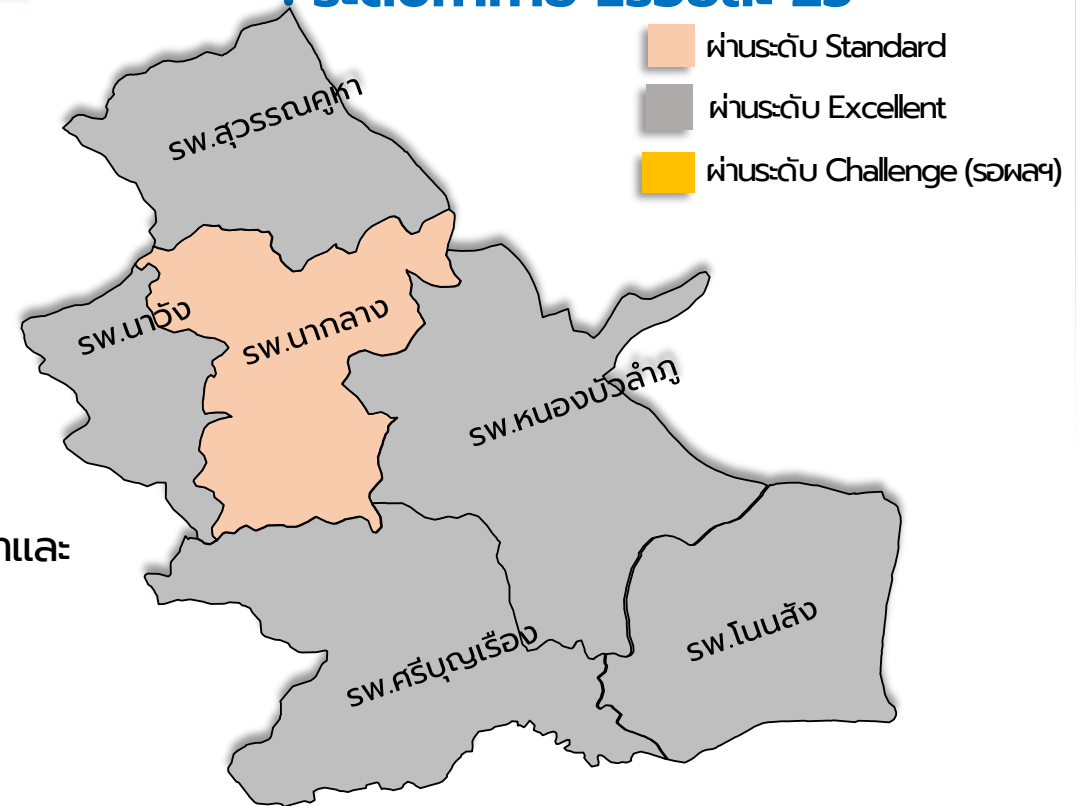 ผ่านระดับ Standard
ผ่านระดับ Excellent
ผ่านระดับ Challenge (รอผลฯ)
รพ.สุวรรณคูหา
รพ.นาวัง
รพ.นากลาง
รพ.หนองบัวลำภู
และ
รพ.โนนสัง
รพ.ศรีบุญเรือง